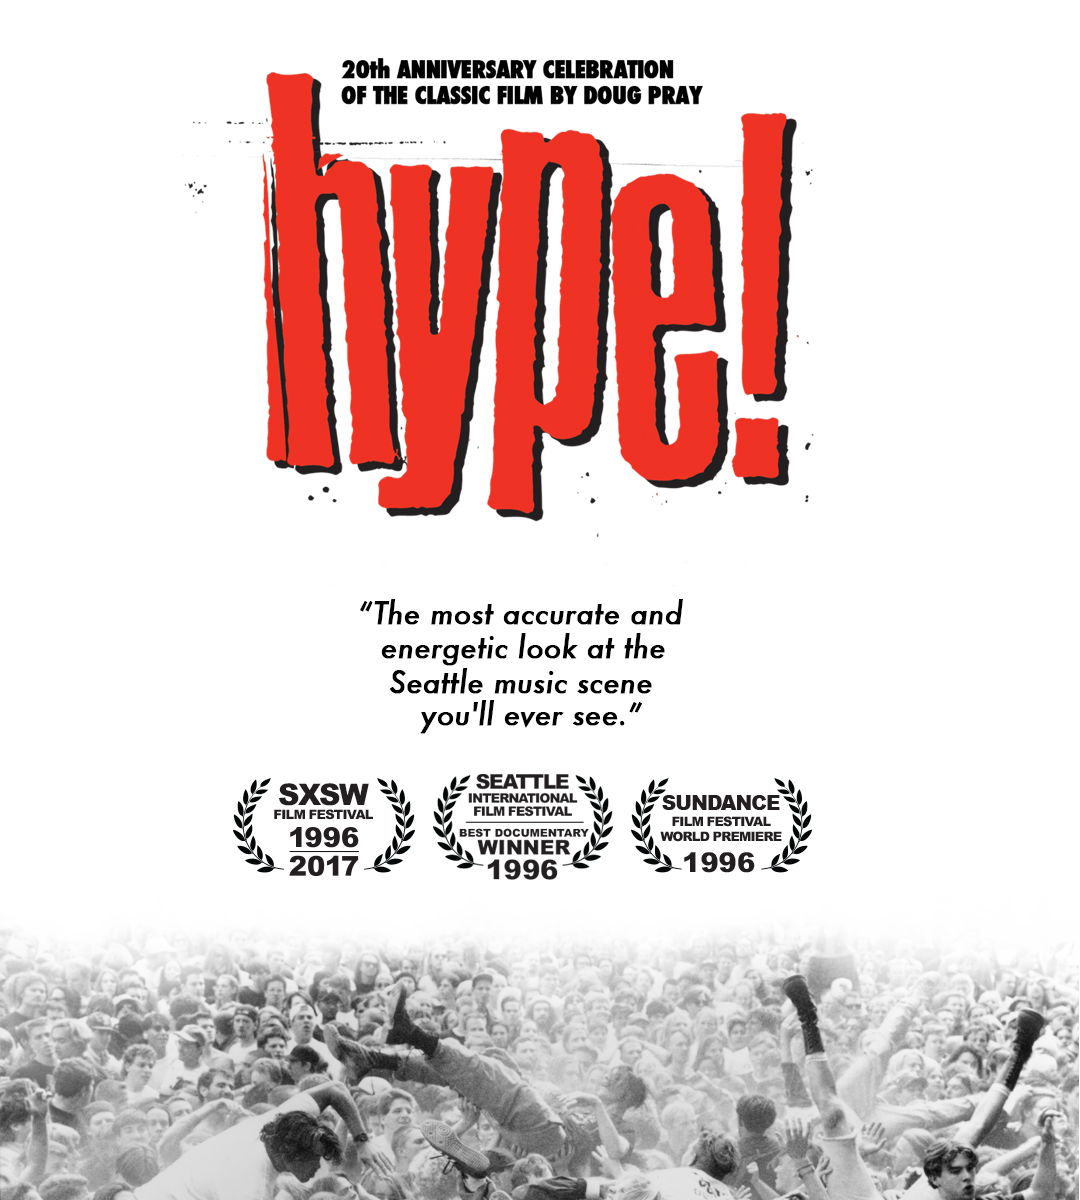 20th ANNIVERSARY CELEBRATION
OF THE CLASSIC FILM BY DOUG PRAY
hype!
“The most accurate and
energetic look at the
Seattle music scene
you'll ever see.”
SXSW
FILM FESTIVAL
1996
2017
SEATTLE
INTERNATIONAL
FILM FESTIVAL
BEST DOCUMENTARY
WINNER
1996
SUNDANCE
FILM FESTIVAL
WORLD PREMIERE
1996